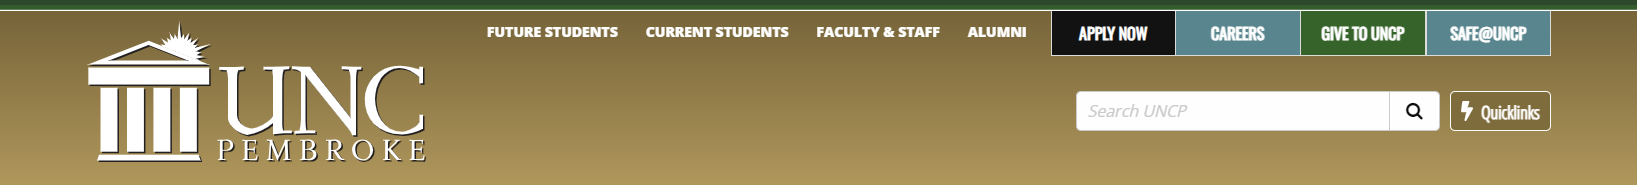 FUTURE STUDENTS CURRENT STUDENTS FACULTY & STAFF ALUMNI APPLY NOW CAREERS GIVE TO UNCP SAFE@UNCP
UNC
PEMBROKE
Search UNCP Quicklinks